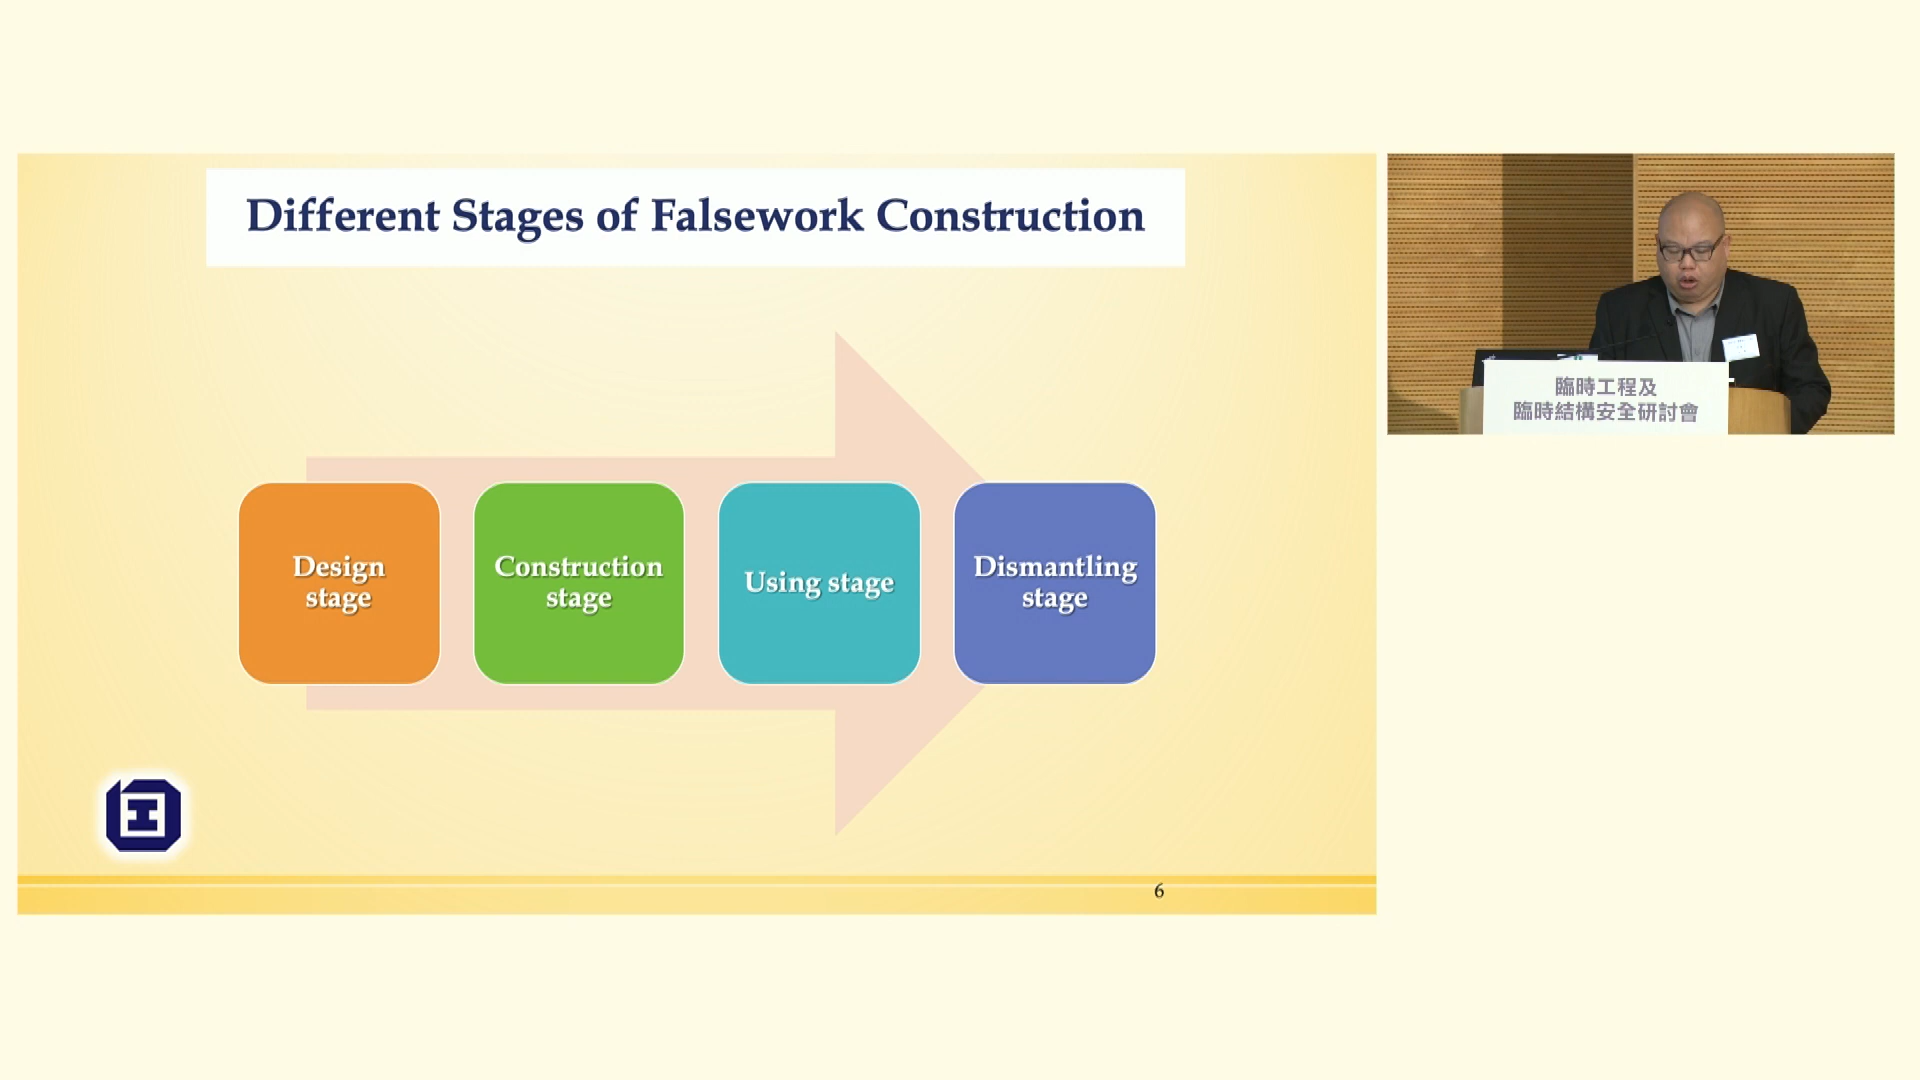 Different Stages of Falsework Construction
Design
stage
Construction
stage
Using stage
Dismantling
stage
6
臨時工程及
臨時結構安全研討會